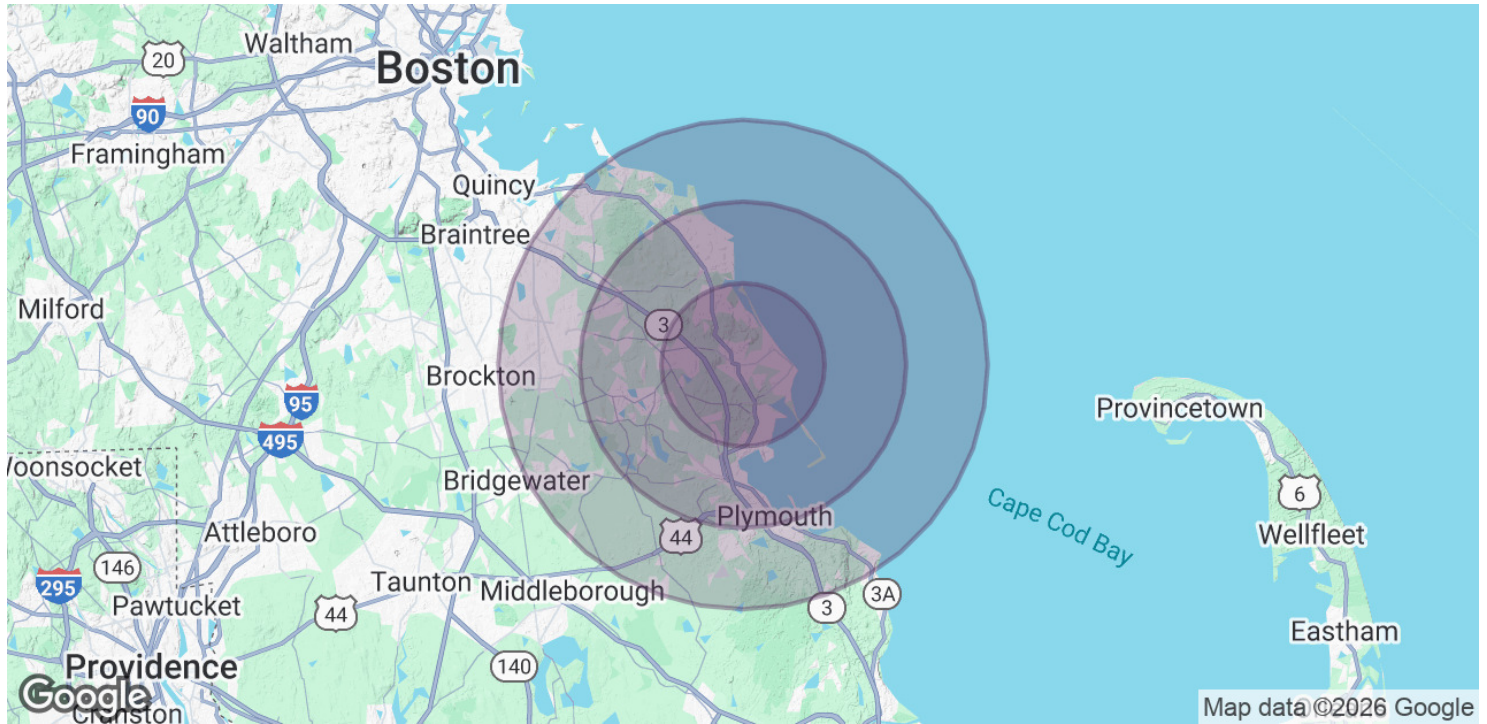 Waltham
20
Boston
90
Framingham
Quincy
Braintree
Milford
3
Brockton
95
Provincetown
495
Woonsocket
Bridgewater
6
Cape Cod Bay
Plymouth
Attleboro
44
Wellfleet
146
Taunton
Middleborough
295
Pawtucket
44
3
3A
Eastham
Providence
140
Google
Cranston
Map data ©2026 Google